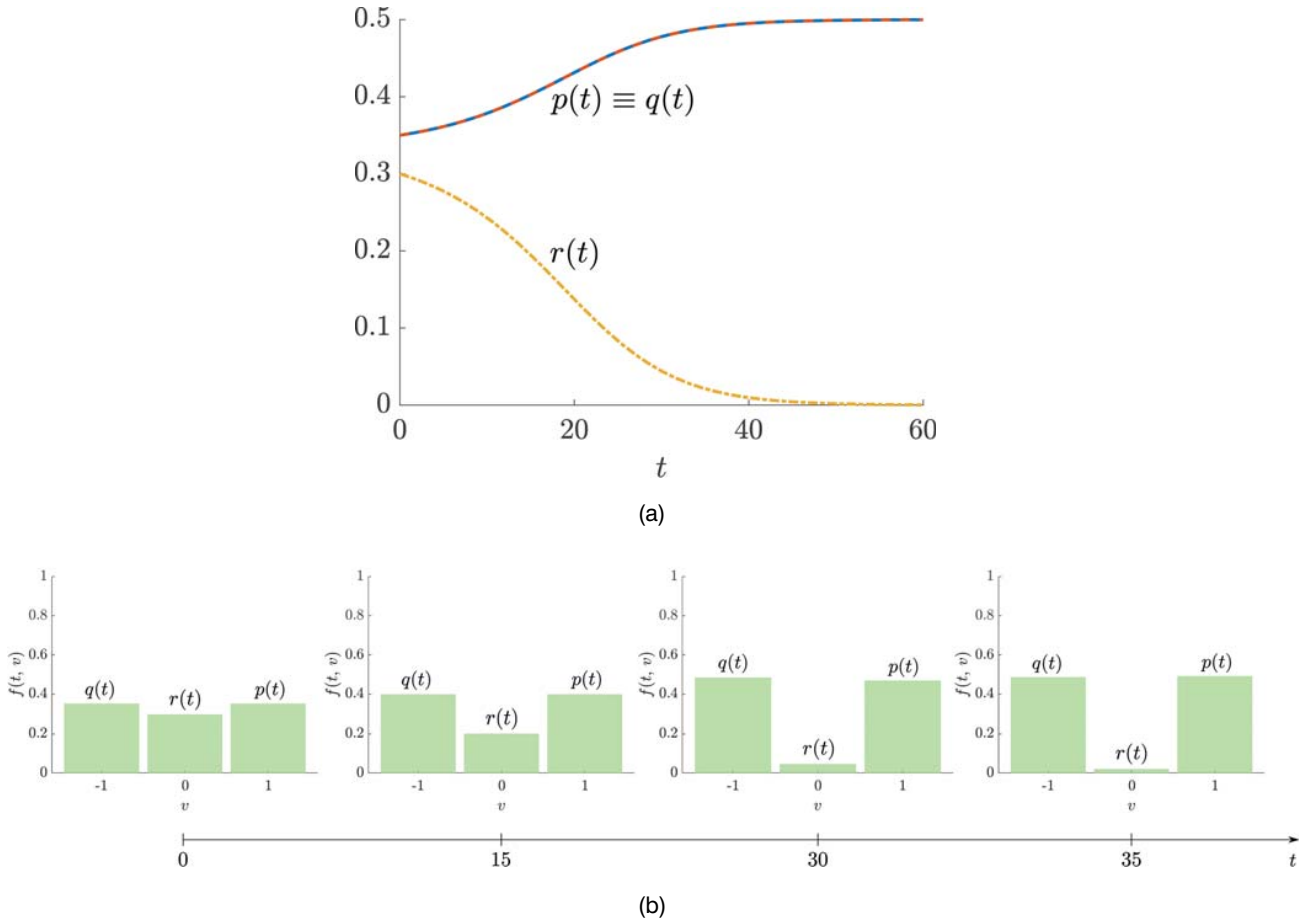 0.5
0.4
p(t) ≡ q(t)
0.3
0.2
r(t)
0.1
0
0 20 40 60
t
(a)
1 1 1 1
0.8 0.8 0.8 0.8
f(t, v) 0.6 f(t, v) 0.6 f(t, v) 0.6 f(t, v) 0.6
q(t) r(t) p(t) q(t) r(t) p(t) q(t) r(t) p(t) q(t) r(t) p(t)
0.4 0.4 0.4 0.4
0.2 0.2 0.2 0.2
0 0 0 0
-1 0 1 -1 0 1 -1 0 1 -1 0 1
v v v v
0 15 30 35 t
(b)